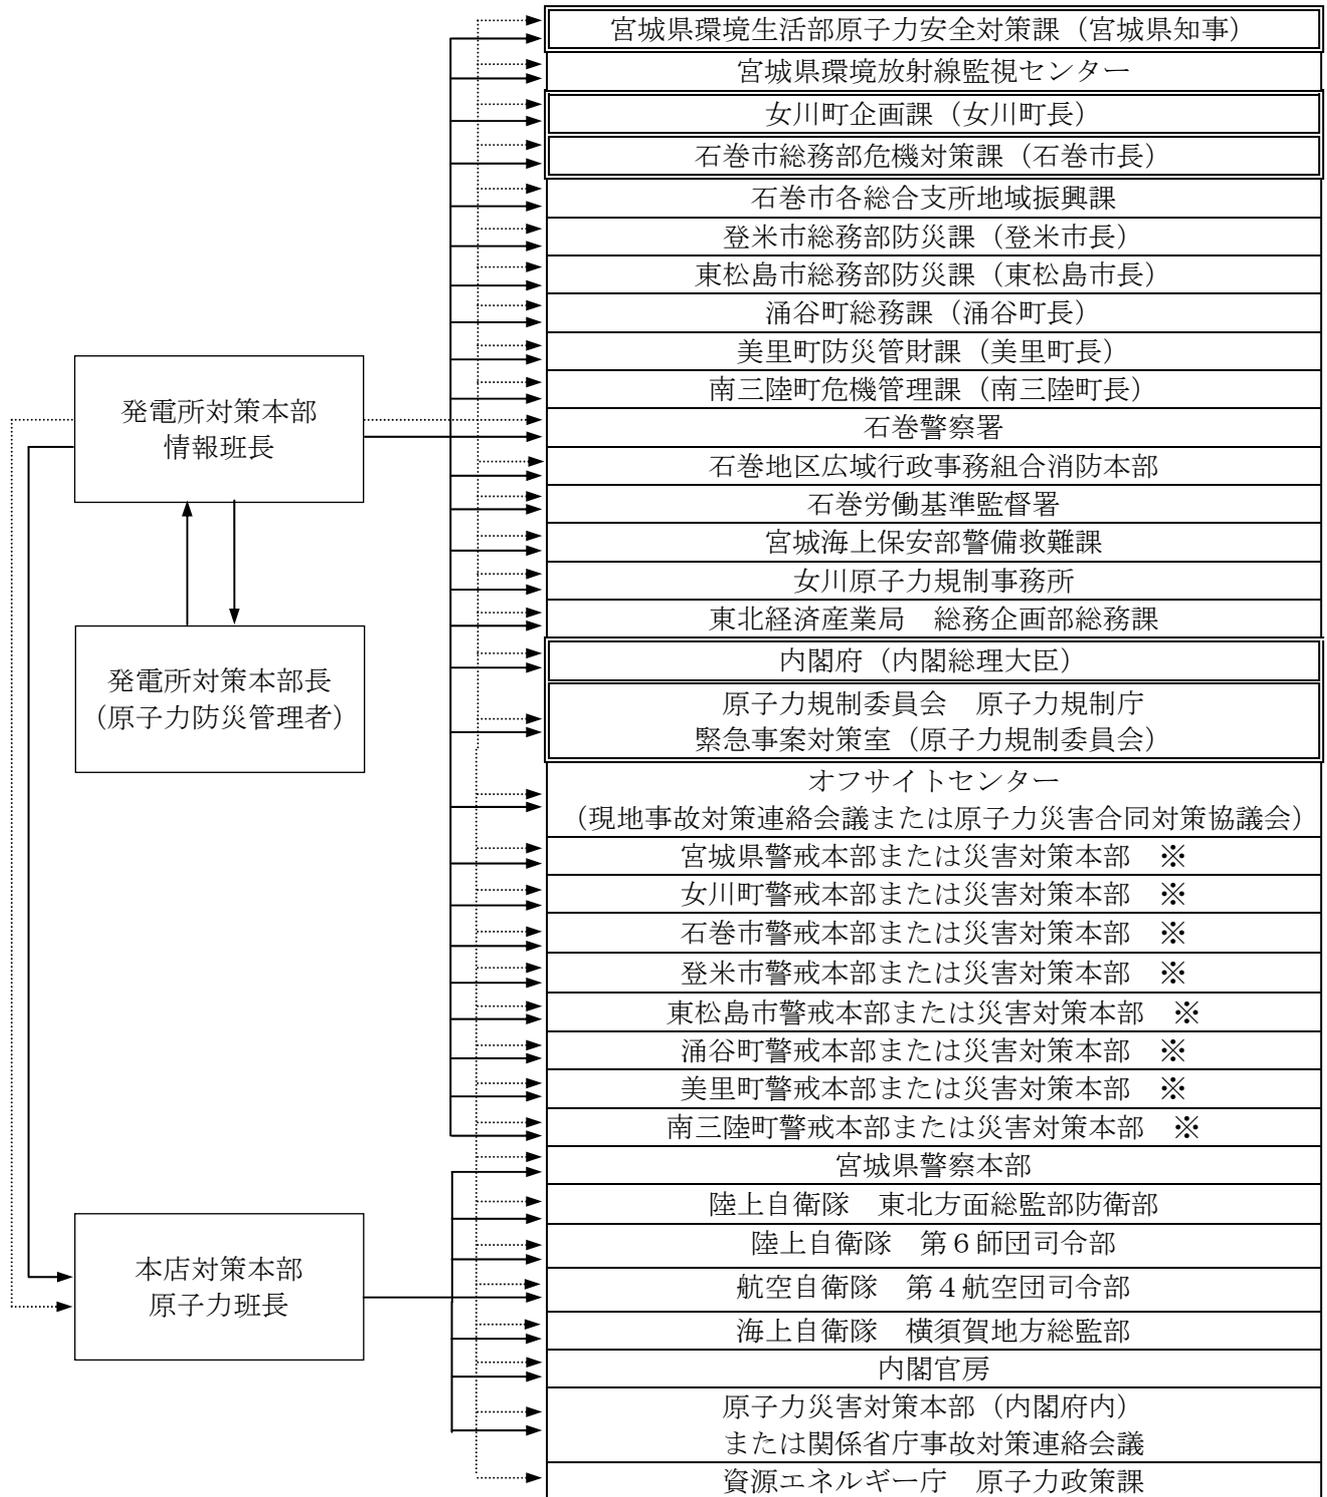 宮城県環境生活部原子力安全対策課（宮城県知事）
宮城県環境放射線監視センター
女川町企画課（女川町長）
石巻市総務部危機対策課（石巻市長）
石巻市各総合支所地域振興課
登米市総務部防災課（登米市長）
東松島市総務部防災課（東松島市長）
涌谷町総務課（涌谷町長）
美里町防災管財課（美里町長）
南三陸町危機管理課（南三陸町長）
石巻警察署
石巻地区広域行政事務組合消防本部
石巻労働基準監督署
宮城海上保安部警備救難課
女川原子力規制事務所
東北経済産業局　総務企画部総務課
内閣府（内閣総理大臣）
原子力規制委員会　原子力規制庁
緊急事案対策室（原子力規制委員会）
オフサイトセンター
（現地事故対策連絡会議または原子力災害合同対策協議会）
宮城県警戒本部または災害対策本部　※
女川町警戒本部または災害対策本部　※
石巻市警戒本部または災害対策本部　※
登米市警戒本部または災害対策本部　※
東松島市警戒本部または災害対策本部　※
涌谷町警戒本部または災害対策本部　※
美里町警戒本部または災害対策本部　※
南三陸町警戒本部または災害対策本部　※
宮城県警察本部
陸上自衛隊　東北方面総監部防衛部
陸上自衛隊　第６師団司令部
航空自衛隊　第４航空団司令部
海上自衛隊　横須賀地方総監部
内閣官房
原子力災害対策本部（内閣府内）
または関係省庁事故対策連絡会議
資源エネルギー庁　原子力政策課
発電所対策本部
情報班長
発電所対策本部長
（原子力防災管理者）
本店対策本部
原子力班長